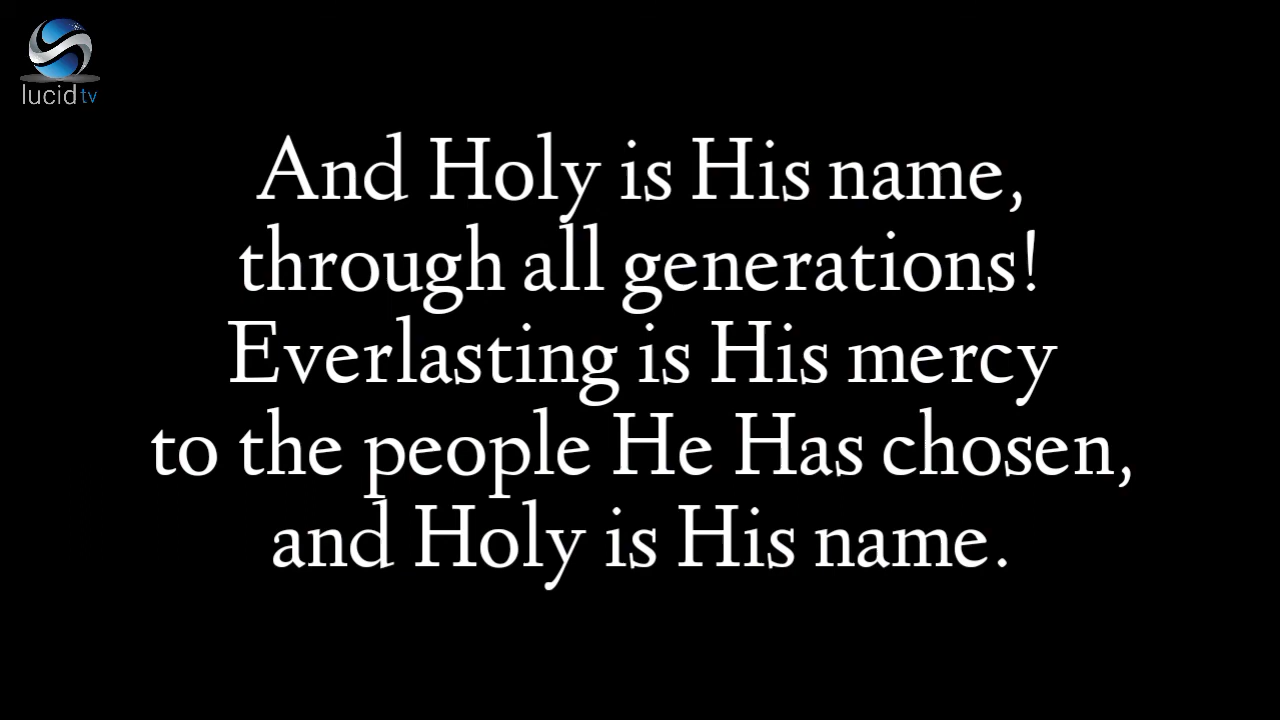 lucid tv
And Holy is His name,
through all generations!
Everlasting is His mercy
to the people He Has chosen,
and Holy is His name.